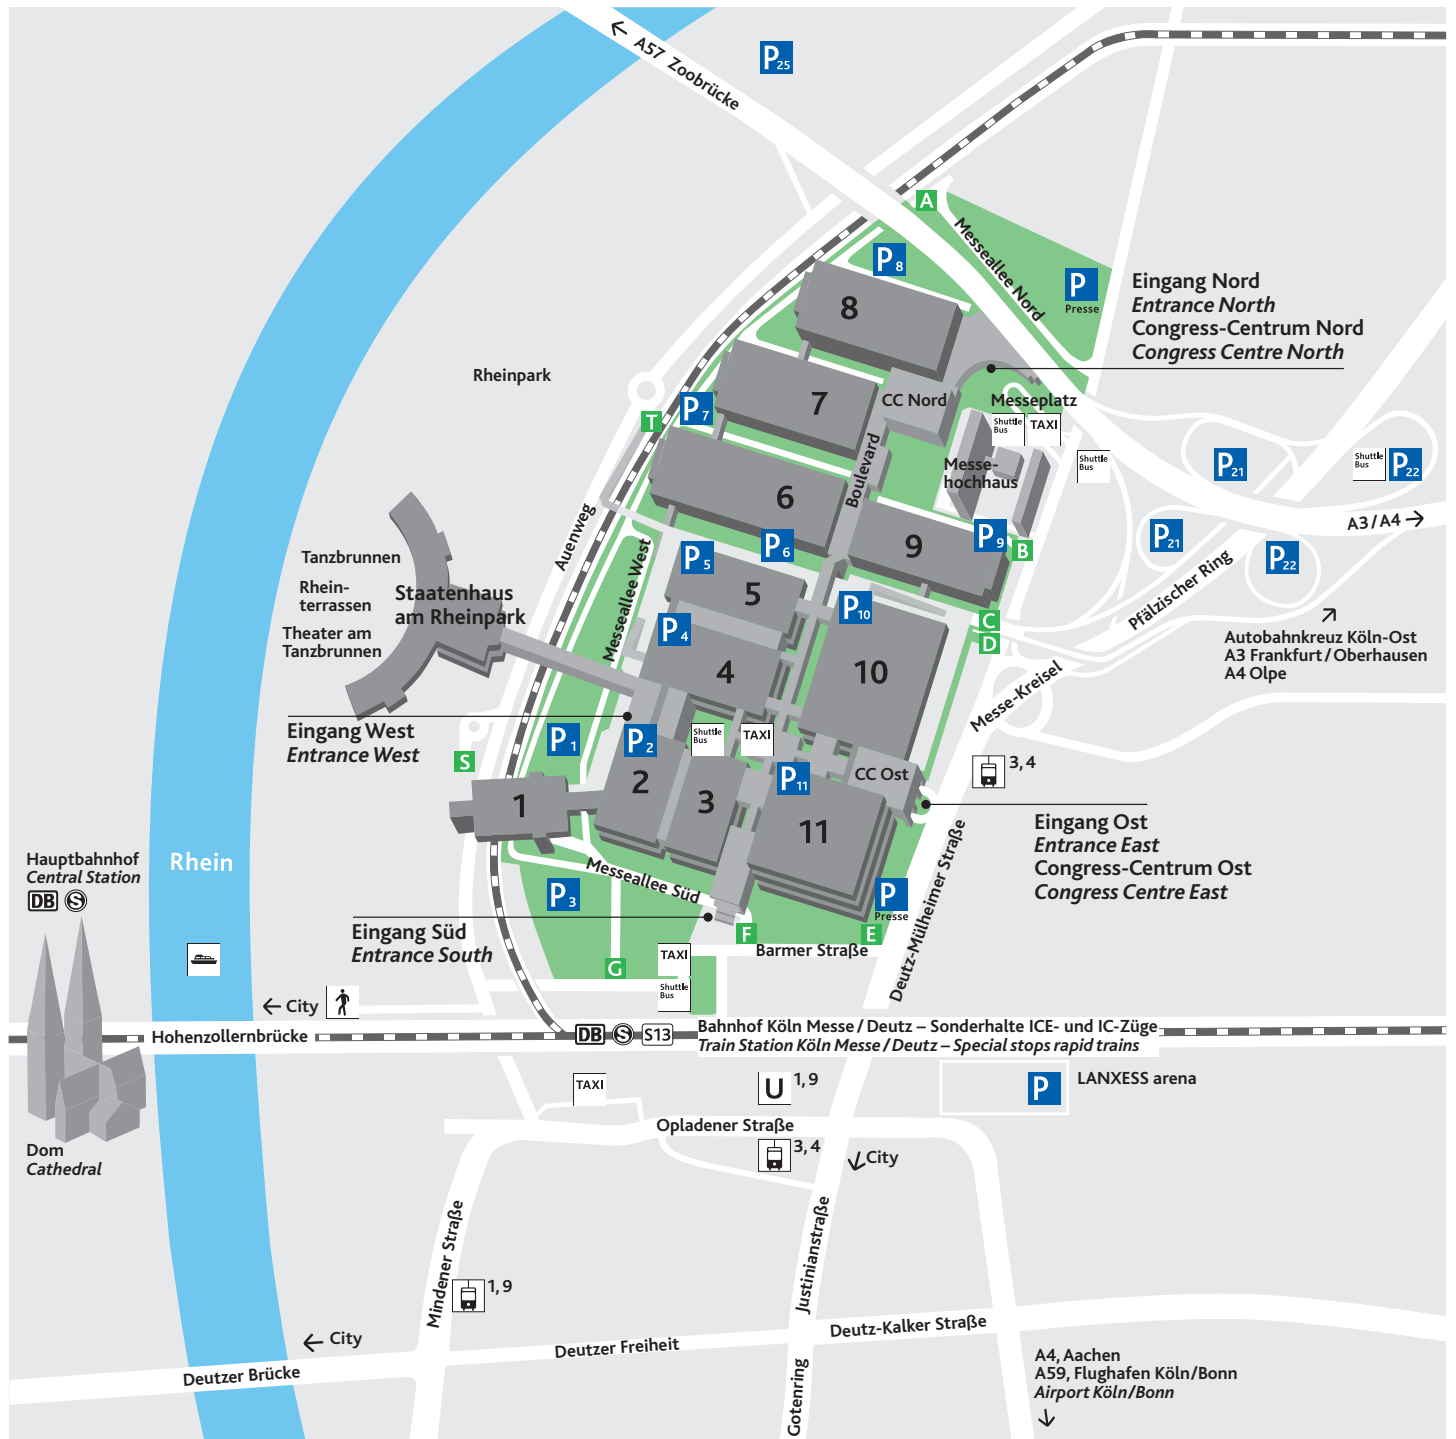 A57 Zoobrücke
P25
A
Messeallee Nord
P8
P
Presse
8
Eingang Nord
Entrance North
Congress-Centrum Nord
Congress Centre North
Rheinpark
7
P7
T
CC Nord
Messeplatz
Shuttle
Bus
TAXI
Boulevard
Messe-
hochhaus
Shuttle
Bus
P21
Shuttle
Bus
P22
6
A3/A4
Auenweg
P6
9
P9
B
P21
P22
Tanzbrunnen
Rhein-
terrassen
Theater am
Tanzbrunnen
Staatenhaus
am Rheinpark
Messeallee West
P5
5
P10
Pfälzischer Ring
C
D
P4
4
10
Autobahnkreuz Köln-Ost
A3 Frankfurt/Oberhausen
A4 Olpe
Messe-Kreisel
Eingang West
Entrance West
P1
P2
Shuttle
Bus
TAXI
S
3, 4
1
2
3
P11
CC Ost
11
Eingang Ost
Entrance East
Congress-Centrum Ost
Congress Centre East
Deutz-Mülheimer Straße
Rhein
Hauptbahnhof
Central Station
DB S
Messeallee Süd
P3
P
Presse
Eingang Süd
Entrance South
F
E
Barmer Straße
G
TAXI
Shuttle
Bus
City
Hohenzollernbrücke
DB S S13
Bahnhof Köln Messe/Deutz – Sonderhalte ICE- und IC-Züge
Train Station Köln Messe/Deutz – Special stops rapid trains
TAXI
U 1, 9
P
LANXESS arena
Opladener Straße
3, 4
City
Dom
Cathedral
Mindener Straße
1, 9
Justinianstraße
City
Deutzer Brücke
Deutzer Freiheit
Deutz-Kalker Straße
Gotenring
A4, Aachen
A59, Flughafen Köln/Bonn
Airport Köln/Bonn